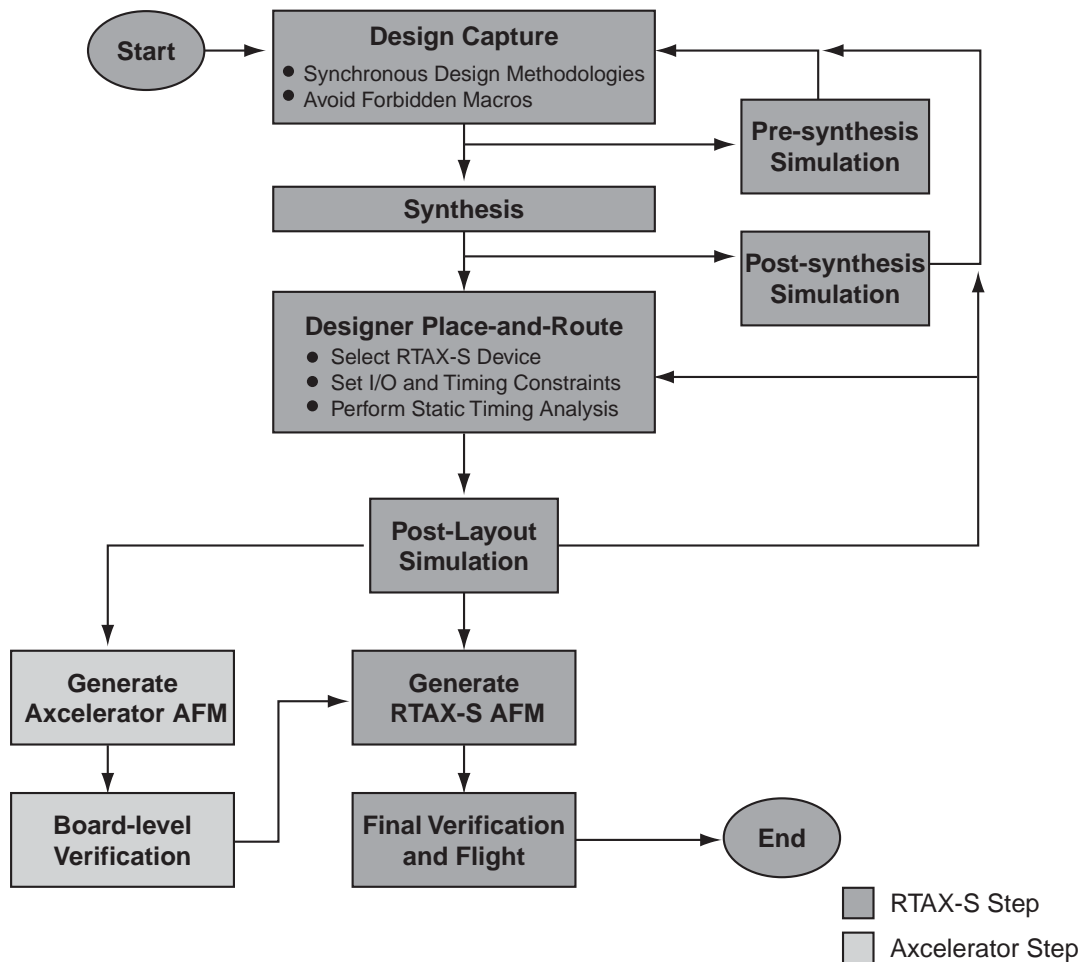 Start
Design Capture
● Synchronous Design Methodologies
● Avoid Forbidden Macros
Pre-synthesis
Simulation
Synthesis
Post-synthesis
Simulation
Designer Place-and-Route
● Select RTAX-S Device
● Set I/O and Timing Constraints
● Perform Static Timing Analysis
Post-Layout
Simulation
Generate
Axcelerator AFM
Generate
RTAX-S AFM
Board-level
Verification
Final Verification
and Flight
End
RTAX-S Step
Axcelerator Step